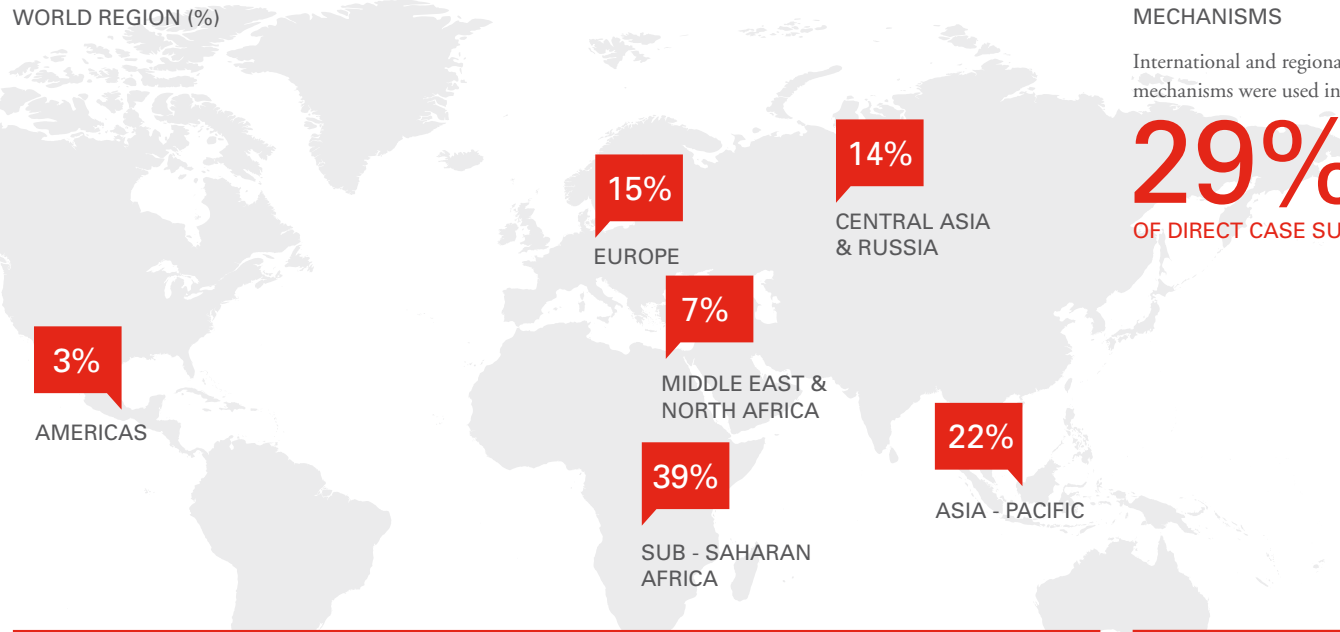 WORLD REGION (%)
15%
EUROPE
14%
CENTRAL ASIA
& RUSSIA
7%
MIDDLE EAST &
NORTH AFRICA
3%
AMERICAS
39%
SUB - SAHARAN
AFRICA
22%
ASIA - PACIFIC
MECHANISMS
International and regiona
mechanisms were used in
29%
OF DIRECT CASE SU